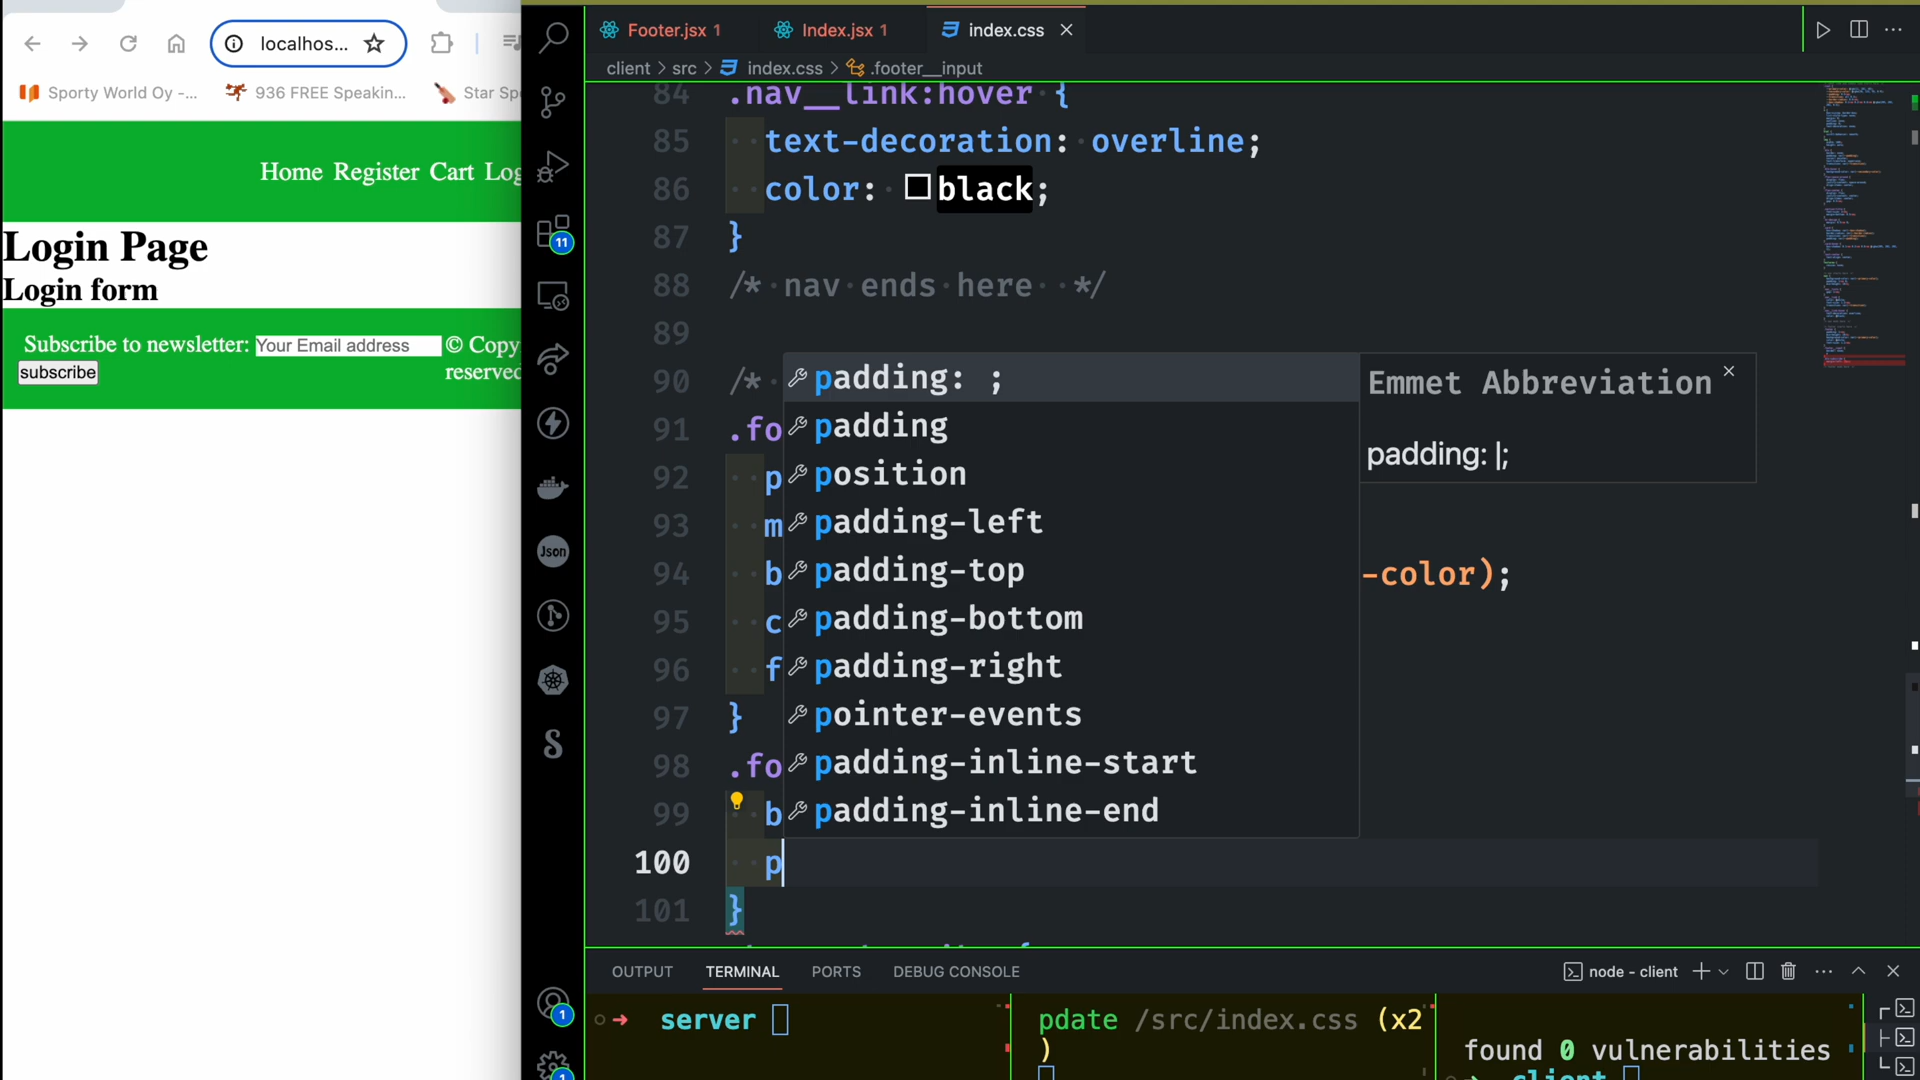 localhos...
Sporty World Oy -...
936 FREE Speakin...
Star Sp
Home Register Cart Log
Login Page
Login form
Subscribe to newsletter:
Your Email address
© Copy
reserved
subscribe
11
Json
1
1
Footer.jsx 1
Index.jsx 1
index.css
client > src > index.css > .footer__input
84 .nav__link:hover {
85 text-decoration: overline;
86 color: black;
87 }
88 /* nav ends here */
89
90 /*
91 .fo
92 p
93 m
94 b -color);
95 c
96 f
97 }
98 .fo
99 b
100 p
101 }
padding: ;
padding
position
padding-left
padding-top
padding-bottom
padding-right
pointer-events
padding-inline-start
padding-inline-end
Emmet Abbreviation
padding: |;
OUTPUT TERMINAL PORTS DEBUG CONSOLE
node - client
server
pdate /src/index.css (x2
)
found 0 vulnerabilities
client